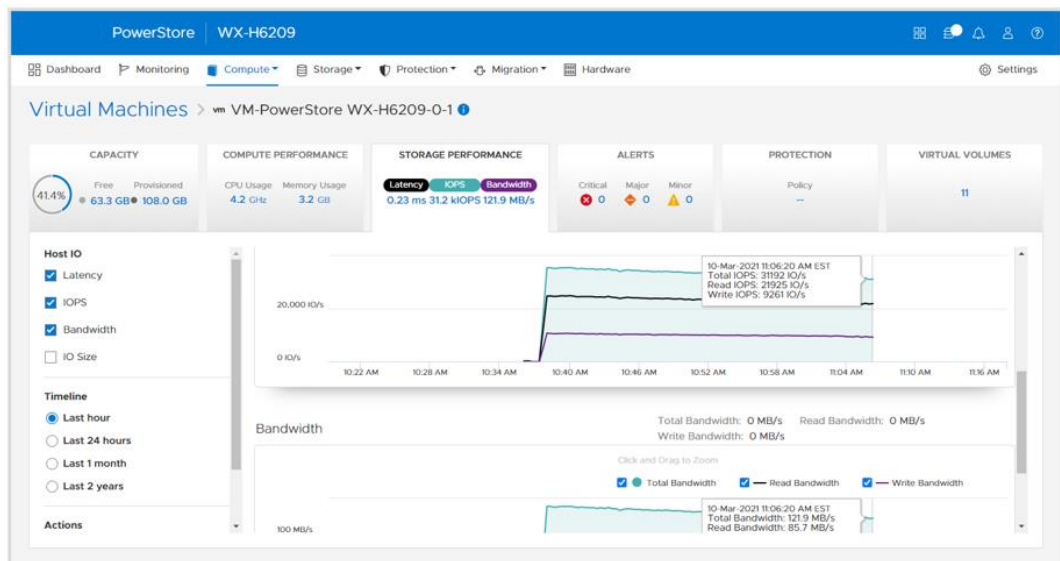 PowerStore WX-H6209
Dashboard Monitoring Compute Storage Protection Migration Hardware Settings
Virtual Machines > vm VM-PowerStore WX-H6209-0-1
CAPACITY
41.4%
Free Provisioned
63.3 GB 108.0 GB
COMPUTE PERFORMANCE
CPU Usage Memory Usage
4.2 GHz 3.2 GB
STORAGE PERFORMANCE
Latency IOPS Bandwidth
0.23 ms 31.2 kIOPS 121.9 MB/s
ALERTS
Critical Major Minor
0 0 0
PROTECTION
Policy
--
VIRTUAL VOLUMES
11
Host IO
Latency
IOPS
Bandwidth
IO Size
Timeline
Last hour
Last 24 hours
Last 1 month
Last 2 years
Actions
10-Mar-2021 11:06:20 AM EST
Total IOPS: 31192 IO/s
Read IOPS: 21925 IO/s
Write IOPS: 9261 IO/s
20,000 IO/s
0 IO/s
10:22 AM 10:28 AM 10:34 AM 10:40 AM 10:46 AM 10:52 AM 10:58 AM 11:04 AM 11:10 AM 11:16 AM
Bandwidth
Total Bandwidth: 0 MB/s Read Bandwidth: 0 MB/s
Write Bandwidth: 0 MB/s
Click and Drag to Zoom
Total Bandwidth Read Bandwidth Write Bandwidth
10-Mar-2021 11:06:20 AM EST
Total Bandwidth: 121.9 MB/s
Read Bandwidth: 85.7 MB/s
100 MB/s